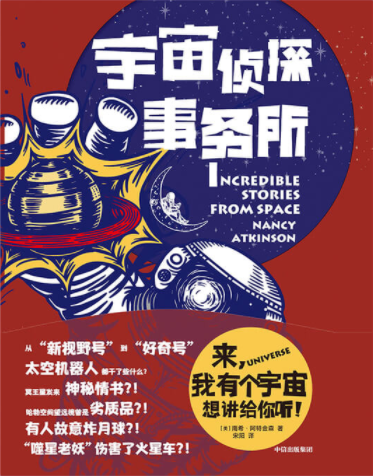 宇宙侦探
事务所
INCREDIBLE
STORIES
FROM SPACE
NANCY
ATKINSON
从“新视野号”到“好奇号”
太空机器人都干了些什么?
冥王星发来神秘情书?!
哈勃空间望远镜曾是劣质品?!
有人故意炸月球?!
“噬星老妖”伤害了火星车?!
来,UNIVERSE
我有个宇宙
想讲给你听!
[美]南希·阿特金森 著
宋阳 译
中信出版集团